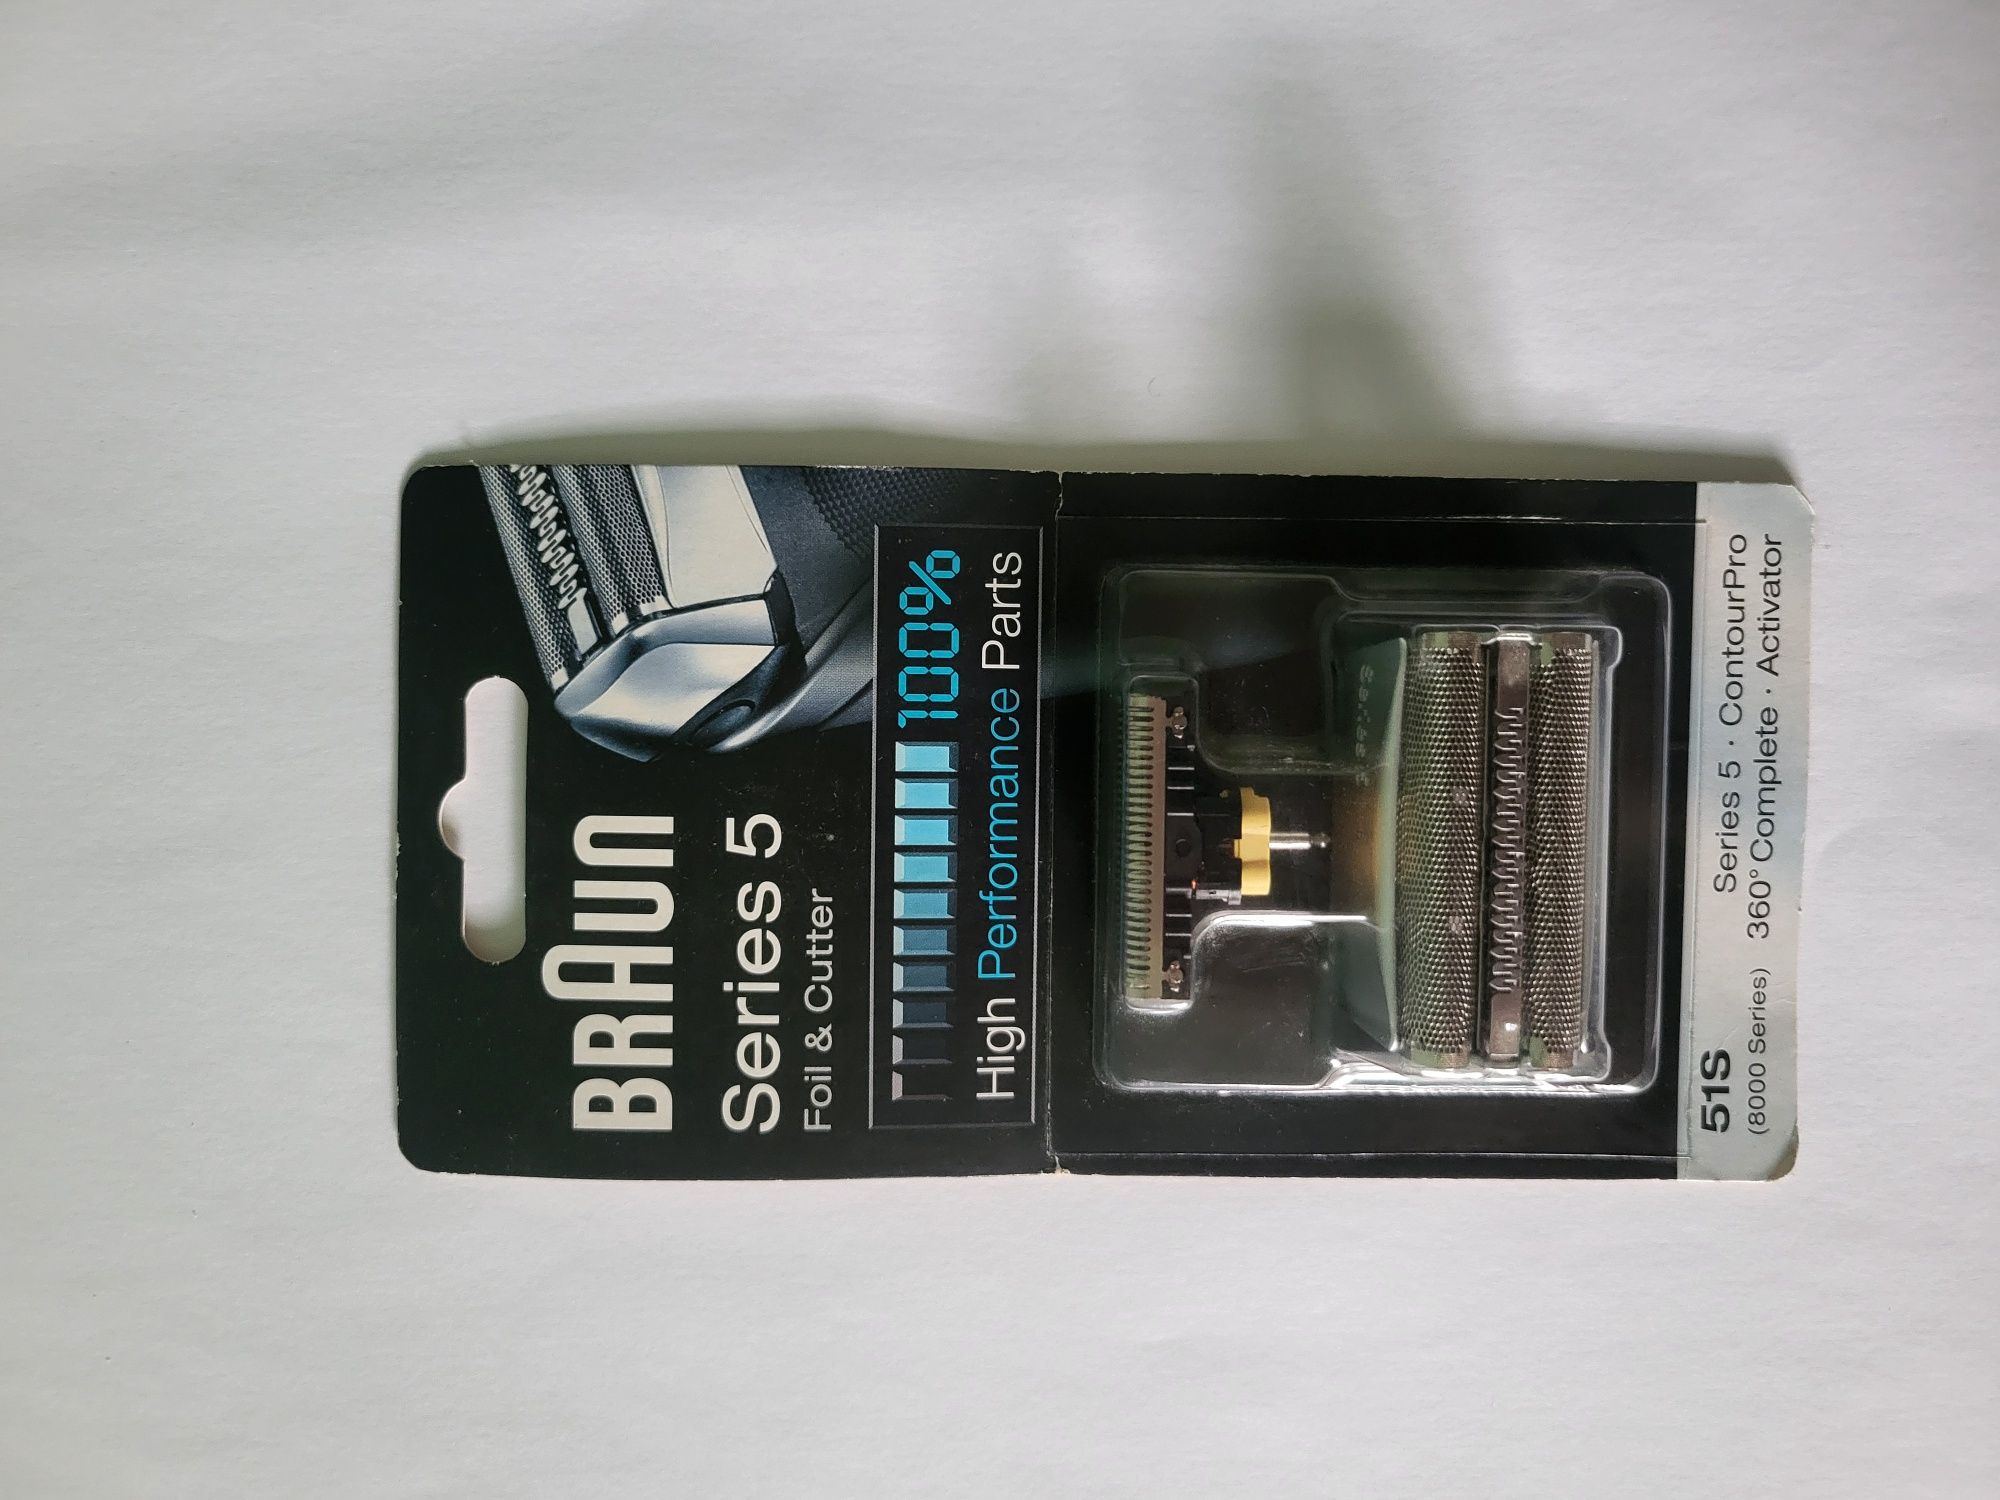 BRAUN
Series 5
Foil & Cutter
100%
High Performance Parts
51S
(8000 Series)
Series 5 · ContourPro
360° Complete · Activator